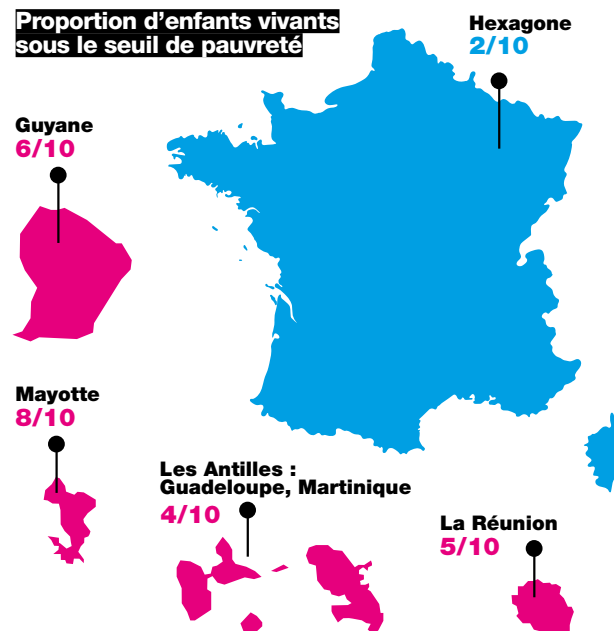 Proportion d'enfants vivants
sous le seuil de pauvreté
Hexagone
2/10
Guyane
6/10
Mayotte
8/10
Les Antilles :
Guadeloupe, Martinique
4/10
La Réunion
5/10